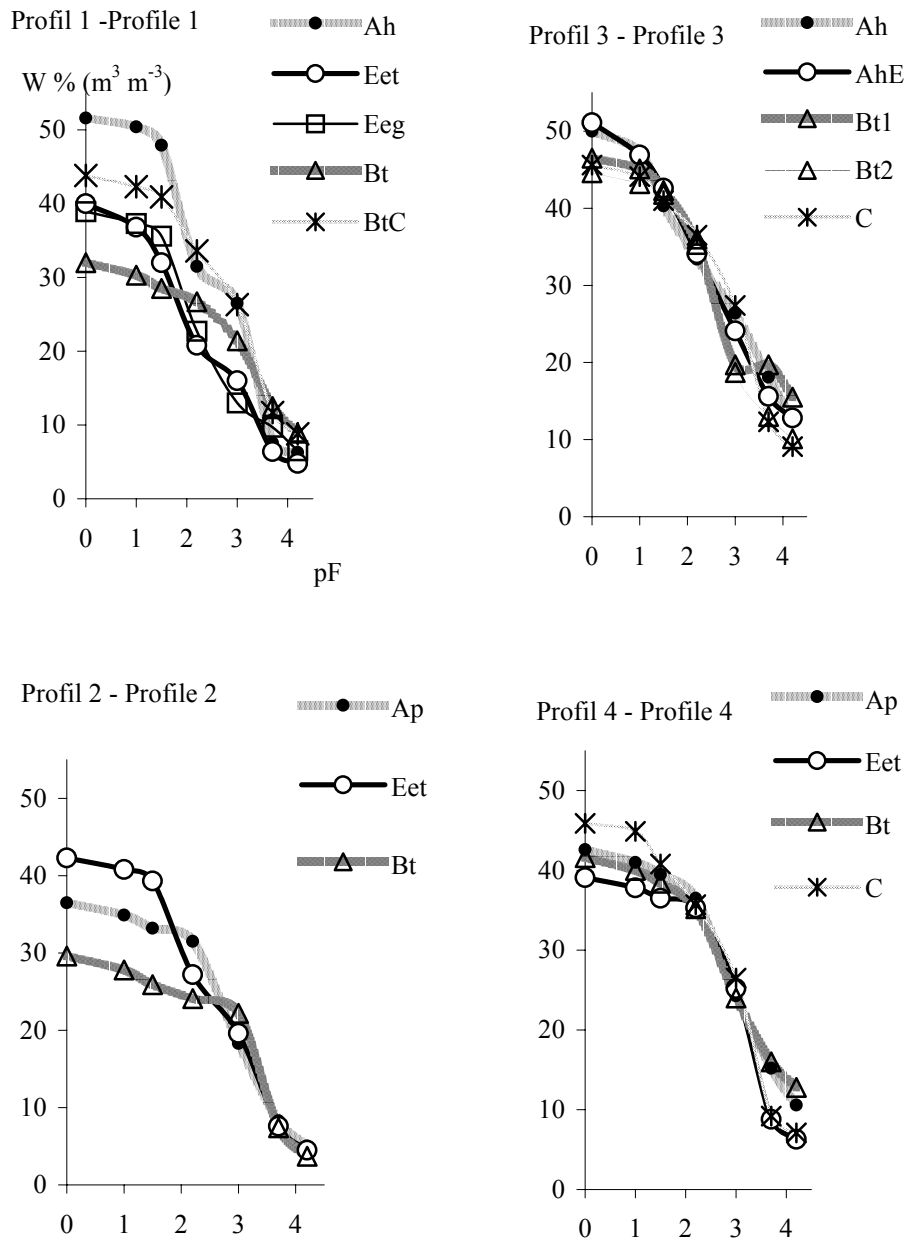 Profil 1 -Profile 1
W % (m³ m⁻³)
Ah
Eet
Eeg
Bt
BtC
50
40
30
20
10
0
0 1 2 3 4
pF
Profil 3 - Profile 3
Ah
AhE
Bt1
Bt2
C
50
40
30
20
10
0
0 1 2 3 4
Profil 2 - Profile 2
Ap
Eet
Bt
50
40
30
20
10
0
0 1 2 3 4
Profil 4 - Profile 4
Ap
Eet
Bt
C
50
40
30
20
10
0
0 1 2 3 4